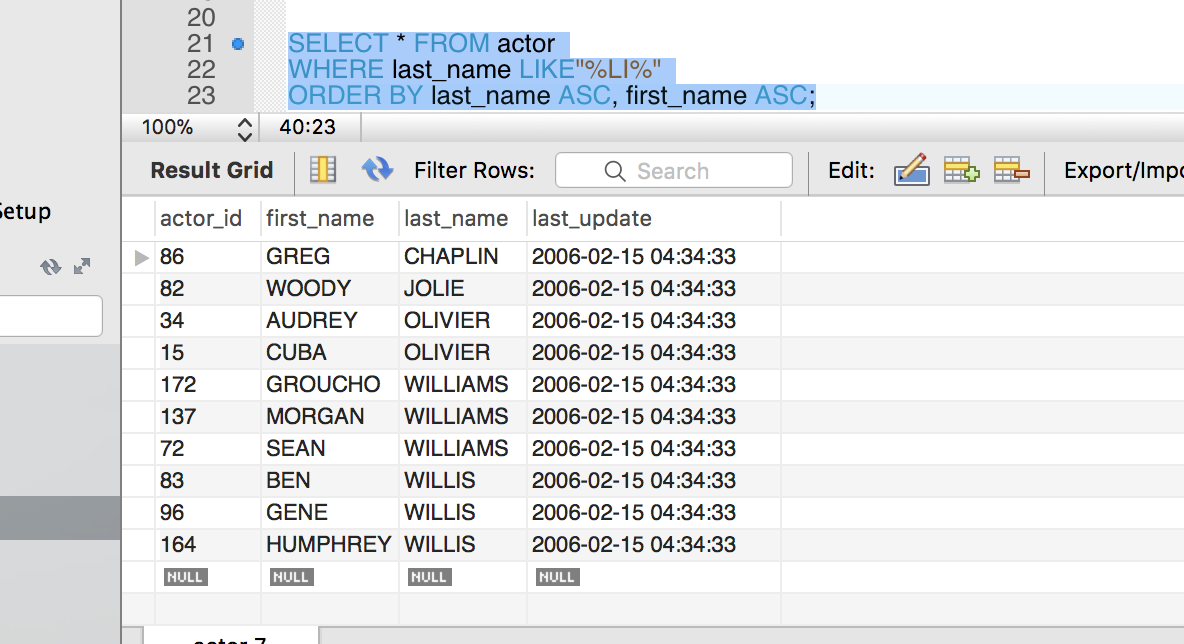 20
21 SELECT * FROM actor
22 WHERE last_name LIKE"%LI%"
23 ORDER BY last_name ASC, first_name ASC;
100% 40:23
Result Grid Filter Rows: Search Edit: Export/Impo
etup
actor_id first_name last_name last_update
86 GREG CHAPLIN 2006-02-15 04:34:33
82 WOODY JOLIE 2006-02-15 04:34:33
34 AUDREY OLIVIER 2006-02-15 04:34:33
15 CUBA OLIVIER 2006-02-15 04:34:33
172 GROUCHO WILLIAMS 2006-02-15 04:34:33
137 MORGAN WILLIAMS 2006-02-15 04:34:33
72 SEAN WILLIAMS 2006-02-15 04:34:33
83 BEN WILLIS 2006-02-15 04:34:33
96 GENE WILLIS 2006-02-15 04:34:33
164 HUMPHREY WILLIS 2006-02-15 04:34:33
NULL NULL NULL NULL
actor 7